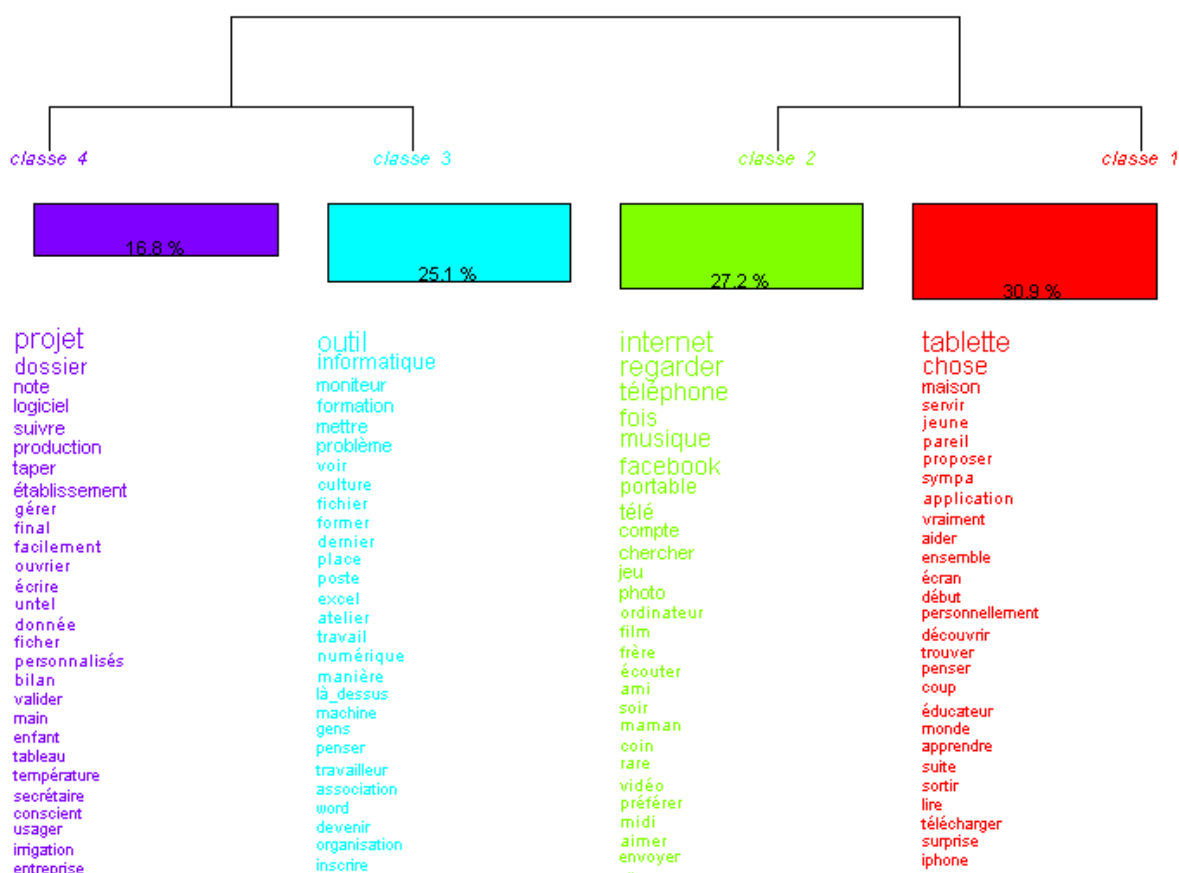 classe 4
classe 3
classe 2
classe 1
16.8 %
25.1 %
27.2 %
30.9 %
projet
dossier
note
logiciel
suivre
production
taper
établissement
gérer
final
facilement
ouvrier
écrire
untel
donnée
ficher
personnalisés
bilan
valider
main
enfant
tableau
température
secrétaire
conscient
usager
irrigation
entreprise
outil
informatique
moniteur
formation
mettre
problème
voir
culture
fichier
former
dernier
place
poste
excel
atelier
travail
numérique
manière
là_dessus
machine
gens
penser
travailleur
association
word
devenir
organisation
inscrire
internet
regarder
téléphone
fois
musique
facebook
portable
télé
compte
chercher
jeu
photo
ordinateur
film
frère
écouter
ami
soir
maman
coin
rare
vidéo
préférer
midi
aimer
envoyer
tablette
chose
maison
servir
jeune
pareil
proposer
sympa
application
vraiment
aider
ensemble
écran
début
personnellement
découvrir
trouver
penser
coup
éducateur
monde
apprendre
suite
sortir
lire
télécharger
surprise
iphone